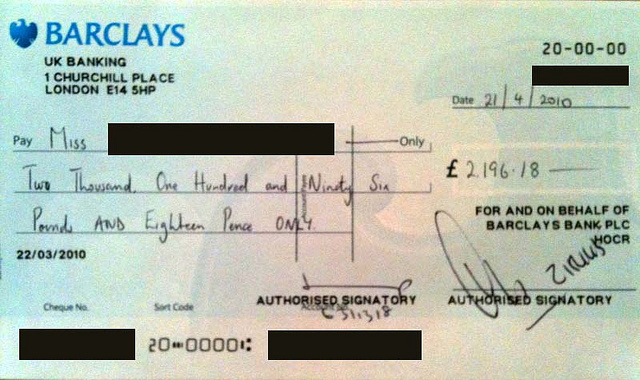 BARCLAYS
UK BANKING
1 CHURCHILL PLACE
LONDON E14 5HP
20-00-00
Date 21/4/2010
Pay Miss Only
Two Thousand One Hundred and Ninety Six
£ 2,196.18
Pounds AND Eighteen Pence ONLY.
FOR AND ON BEHALF OF
BARCLAYS BANK PLC
HOCR
22/03/2010
AUTHORISED SIGNATORY
AUTHORISED SIGNATORY
Cheque No. Sort Code
20⑈0000⑆